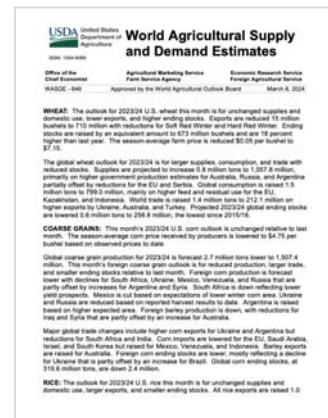 USDA United States
Department of
Agriculture
World Agricultural Supply
and Demand Estimates
Office of the
Chief Economist
Agricultural Marketing Service
Farm Service Agency
Economic Research Service
Foreign Agricultural Service
WASDE - 646
Approved by the World Agricultural Outlook Board
March 8, 2024
WHEAT: The outlook for 2023/24 U.S. wheat this month is for unchanged supplies and
domestic use, lower exports, and higher ending stocks. Exports are reduced 15 million
bushels to 710 million with reductions for Soft Red Winter and Hard Red Winter. Ending
stocks are raised by an equivalent amount to 673 million bushels and are 18 percent
higher than last year. The season-average farm price is reduced $0.05 per bushel to
$7.15.
The global wheat outlook for 2023/24 is for larger supplies, consumption, and trade with
reduced stocks. Supplies are projected to increase 0.8 million tons to 1,057.8 million,
primarily on higher government production estimates for Australia, Russia, and Argentina
partially offset by reductions for the EU and Serbia. Global consumption is raised 1.5
million tons to 799.0 million, mainly on higher feed and residual use for the EU,
Kazakhstan, and Indonesia. World trade is raised 1.4 million tons to 212.1 million on
higher exports by Ukraine, Australia, and Turkey. Projected 2023/24 global ending stocks
are lowered 0.6 million tons to 258.8 million, the lowest since 2015/16.
COARSE GRAINS: This month's 2023/24 U.S. corn outlook is unchanged relative to last
month. The season-average corn price received by producers is lowered to $4.75 per
bushel based on observed prices to date.
Global coarse grain production for 2023/24 is forecast 2.7 million tons lower to 1,507.4
million. This month's foreign coarse grain outlook is for reduced production, larger trade,
and smaller ending stocks relative to last month. Foreign corn production is forecast
lower with declines for South Africa, Ukraine, Mexico, Venezuela, and Russia that are
partly offset by increases for Argentina and Syria. South Africa is down reflecting lower
yield prospects. Mexico is cut based on expectations of lower winter corn area. Ukraine
and Russia are reduced based on reported harvest results to date. Argentina is raised
based on higher expected area. Foreign barley production is down, with reductions for
Iraq and Syria that are partly offset by an increase for Australia.
Major global trade changes include higher corn exports for Ukraine and Argentina but
reductions for South Africa and India. Corn imports are lowered for the EU, Saudi Arabia,
Israel, and South Korea but raised for Mexico, Venezuela, and Indonesia. Barley exports
are raised for Australia. Foreign corn ending stocks are lower, mostly reflecting a decline
for Ukraine that is partly offset by an increase for Brazil. Global corn ending stocks, at
319.6 million tons, are down 2.4 million.
RICE: The outlook for 2023/24 U.S. rice this month is for unchanged supplies and
domestic use, larger exports, and smaller ending stocks. All rice exports are raised 1.0